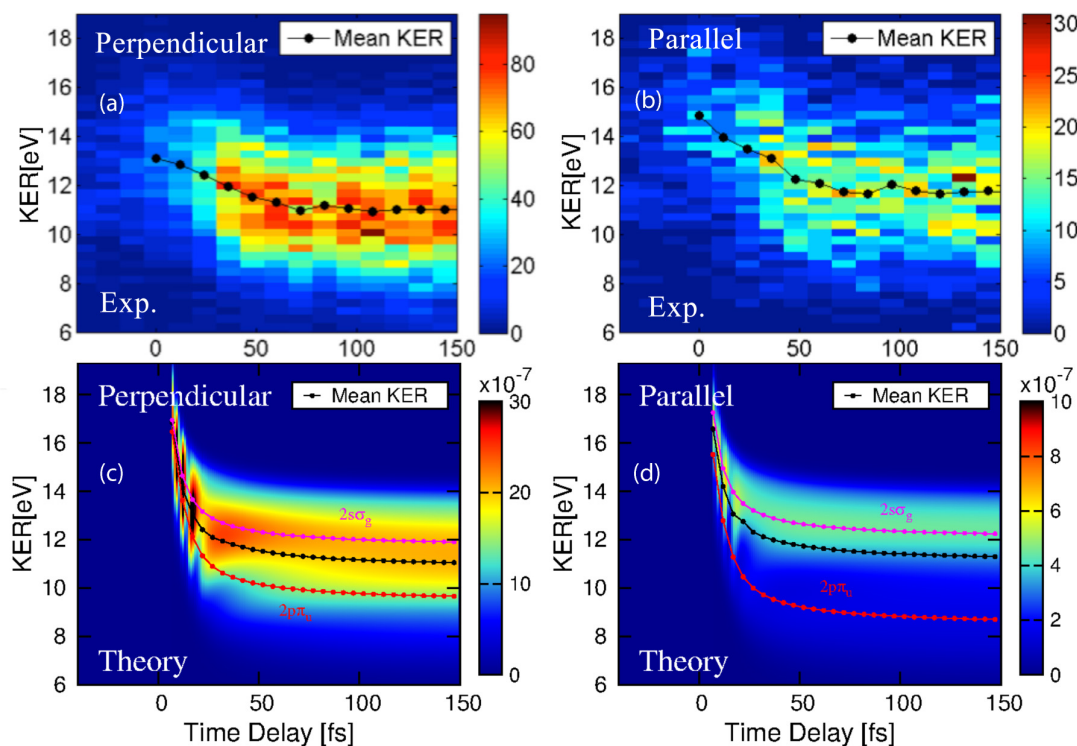 Perpendicular
Mean KER
(a)
Exp.
KER[eV]
18
16
14
12
10
8
6
0 50 100 150
80
60
40
20
0
Parallel
Mean KER
(b)
Exp.
KER[eV]
18
16
14
12
10
8
6
0 50 100 150
30
25
20
15
10
5
0
Perpendicular
Mean KER
(c)
2sσg
2pπu
Theory
KER[eV]
18
16
14
12
10
8
6
0 50 100 150
Time Delay [fs]
x10⁻⁷
30
20
10
0
Parallel
Mean KER
(d)
2sσg
2pπu
Theory
KER[eV]
18
16
14
12
10
8
6
0 50 100 150
Time Delay [fs]
x10⁻⁷
10
8
6
4
2
0